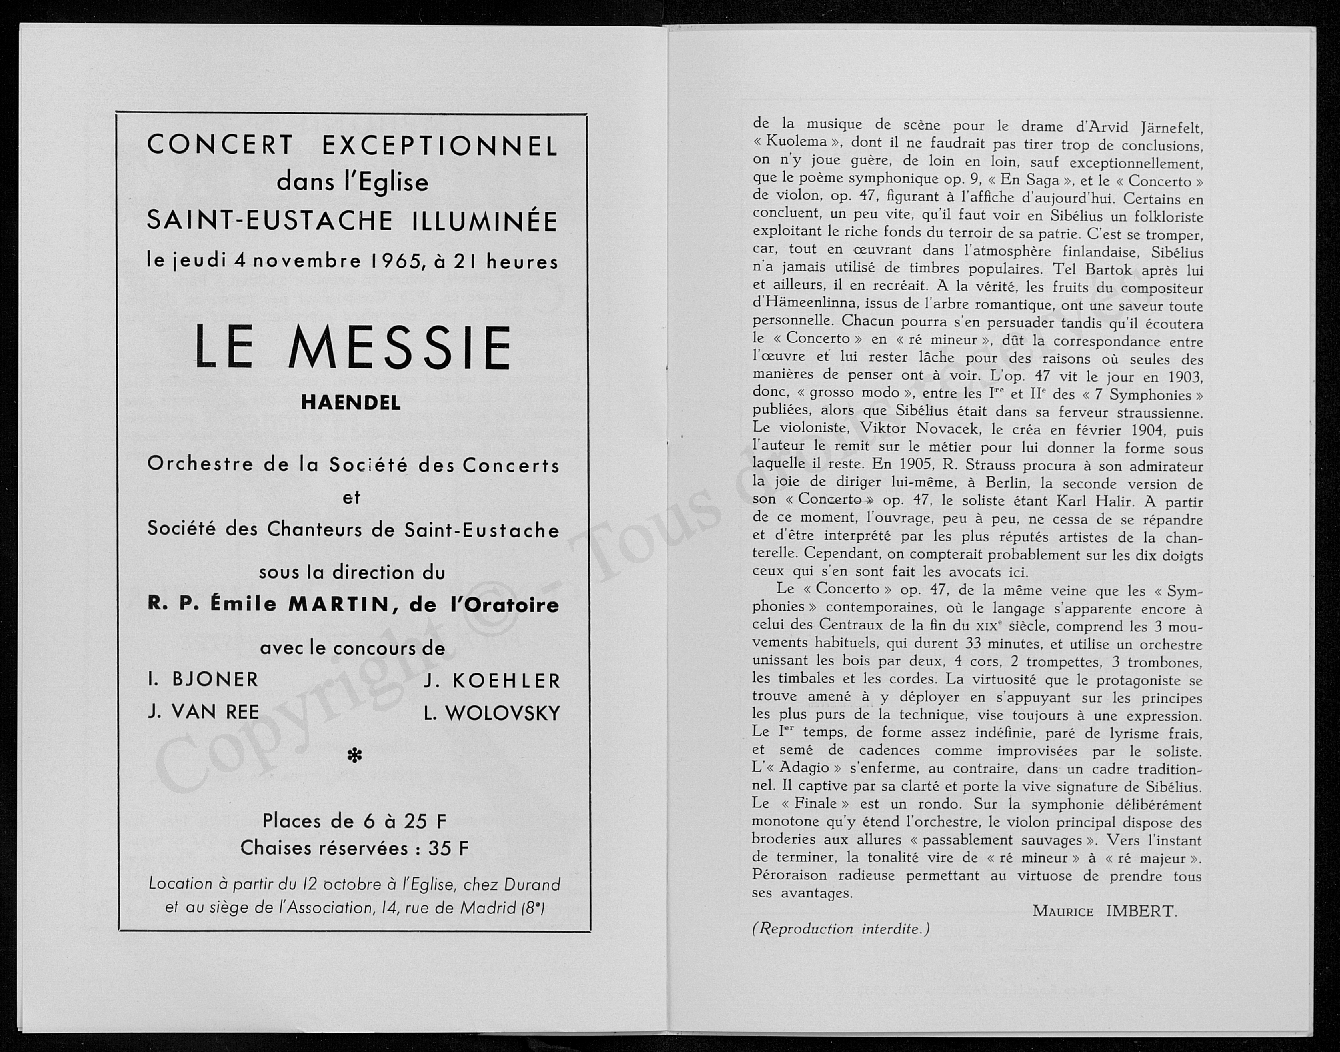 CONCERT EXCEPTIONNEL
dans l'Eglise
SAINT-EUSTACHE ILLUMINÉE
le jeudi 4 novembre 1965, à 21 heures
LE MESSIE
HAENDEL
Orchestre de la Société des Concerts
et
Société des Chanteurs de Saint-Eustache
sous la direction du
R. P. Émile MARTIN, de l'Oratoire
avec le concours de
I. BJONER J. KOEHLER
J. VAN REE L. WOLOVSKY
✻
Places de 6 à 25 F
Chaises réservées : 35 F
Location à partir du 12 octobre à l'Eglise, chez Durand
et au siège de l'Association, 14, rue de Madrid (8e)
de la musique de scène pour le drame d'Arvid Järnefelt,
« Kuolema », dont il ne faudrait pas tirer trop de conclusions,
on n'y joue guère, de loin en loin, sauf exceptionnellement,
que le poème symphonique op. 9, « En Saga », et le « Concerto »
de violon, op. 47, figurant à l'affiche d'aujourd'hui. Certains en
concluent, un peu vite, qu'il faut voir en Sibélius un folkloriste
exploitant le riche fonds du terroir de sa patrie. C'est se tromper,
car, tout en œuvrant dans l'atmosphère finlandaise, Sibélius
n'a jamais utilisé de timbres populaires. Tel Bartok après lui
et ailleurs, il en recréait. A la vérité, les fruits du compositeur
d'Hämeenlinna, issus de l'arbre romantique, ont une saveur toute
personnelle. Chacun pourra s'en persuader tandis qu'il écoutera
le « Concerto » en « ré mineur », dût la correspondance entre
l'œuvre et lui rester lâche pour des raisons où seules des
manières de penser ont à voir. L'op. 47 vit le jour en 1903,
donc, « grosso modo », entre les Ire et IIe des « 7 Symphonies »
publiées, alors que Sibélius était dans sa ferveur straussienne.
Le violoniste, Viktor Novacek, le créa en février 1904, puis
l'auteur le remit sur le métier pour lui donner la forme sous
laquelle il reste. En 1905, R. Strauss procura à son admirateur
la joie de diriger lui-même, à Berlin, la seconde version de
son « Concerto » op. 47, le soliste étant Karl Halir. A partir
de ce moment, l'ouvrage, peu à peu, ne cessa de se répandre
et d'être interprété par les plus réputés artistes de la chan-
terelle. Cependant, on compterait probablement sur les dix doigts
ceux qui s'en sont fait les avocats ici.
Le « Concerto » op. 47, de la même veine que les « Sym-
phonies » contemporaines, où le langage s'apparente encore à
celui des Centraux de la fin du XIXe siècle, comprend les 3 mou-
vements habituels, qui durent 33 minutes, et utilise un orchestre
unissant les bois par deux, 4 cors, 2 trompettes, 3 trombones,
les timbales et les cordes. La virtuosité que le protagoniste se
trouve amené à y déployer en s'appuyant sur les principes
les plus purs de la technique, vise toujours à une expression.
Le Ier temps, de forme assez indéfinie, paré de lyrisme frais,
et semé de cadences comme improvisées par le soliste.
L'« Adagio » s'enferme, au contraire, dans un cadre tradition-
nel. Il captive par sa clarté et porte la vive signature de Sibélius.
Le « Finale » est un rondo. Sur la symphonie délibérément
monotone qu'y étend l'orchestre, le violon principal dispose des
broderies aux allures « passablement sauvages ». Vers l'instant
de terminer, la tonalité vire de « ré mineur » à « ré majeur ».
Péroraison radieuse permettant au virtuose de prendre tous
ses avantages.
MAURICE IMBERT.
(Reproduction interdite.)
Copyright © - Tous droits réservés